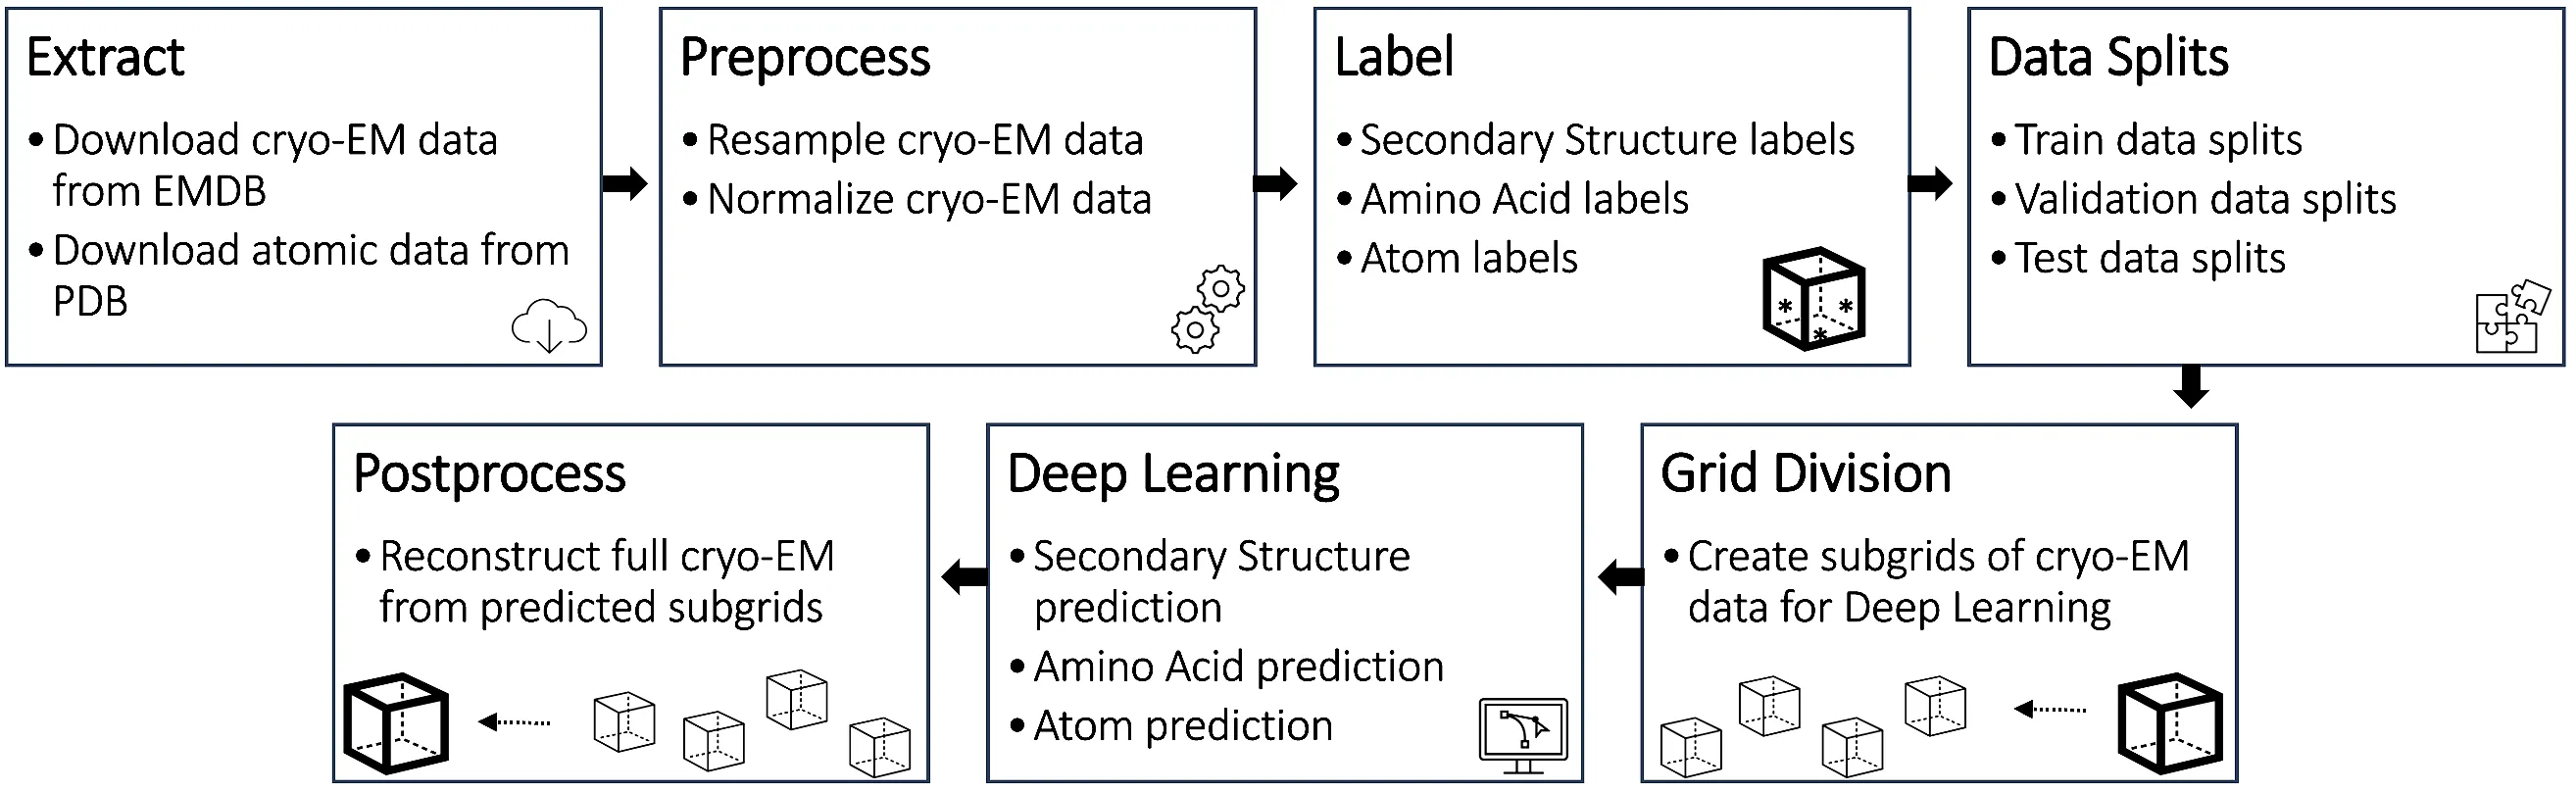 Extract
• Download cryo-EM data
from EMDB
• Download atomic data from
PDB
Preprocess
• Resample cryo-EM data
• Normalize cryo-EM data
Label
• Secondary Structure labels
• Amino Acid labels
• Atom labels
* *
*
Data Splits
• Train data splits
• Validation data splits
• Test data splits
Grid Division
• Create subgrids of cryo-EM
data for Deep Learning
Deep Learning
• Secondary Structure
prediction
• Amino Acid prediction
• Atom prediction
Postprocess
• Reconstruct full cryo-EM
from predicted subgrids